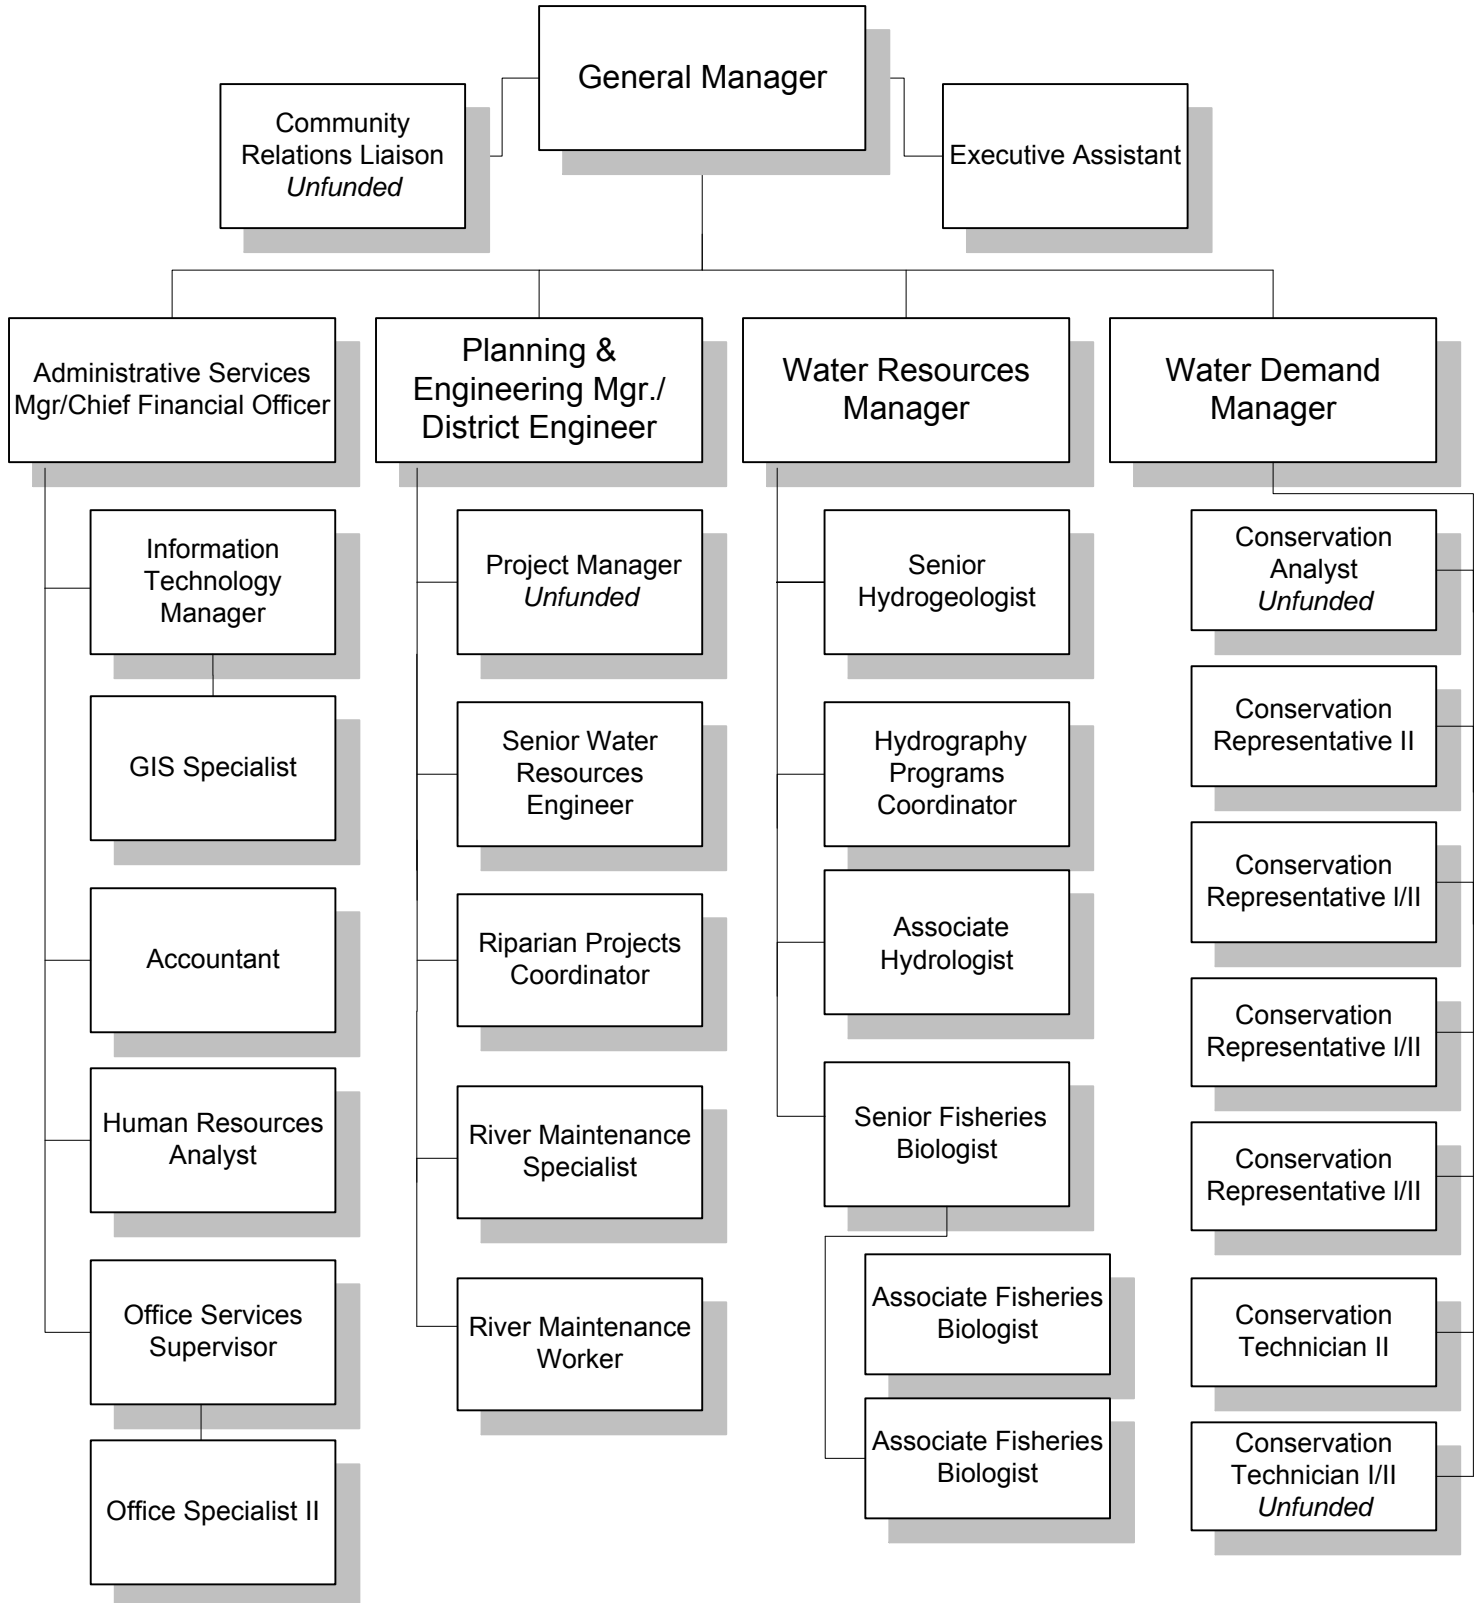 General Manager
Community
Relations Liaison
Unfunded
Executive Assistant
Administrative Services
Mgr/Chief Financial Officer
Planning &
Engineering Mgr./
District Engineer
Water Resources
Manager
Water Demand
Manager
Information
Technology
Manager
GIS Specialist
Accountant
Human Resources
Analyst
Office Services
Supervisor
Office Specialist II
Project Manager
Unfunded
Senior Water
Resources
Engineer
Riparian Projects
Coordinator
River Maintenance
Specialist
River Maintenance
Worker
Senior
Hydrogeologist
Hydrography
Programs
Coordinator
Associate
Hydrologist
Senior Fisheries
Biologist
Associate Fisheries
Biologist
Associate Fisheries
Biologist
Conservation
Analyst
Unfunded
Conservation
Representative II
Conservation
Representative I/II
Conservation
Representative I/II
Conservation
Representative I/II
Conservation
Technician II
Conservation
Technician I/II
Unfunded